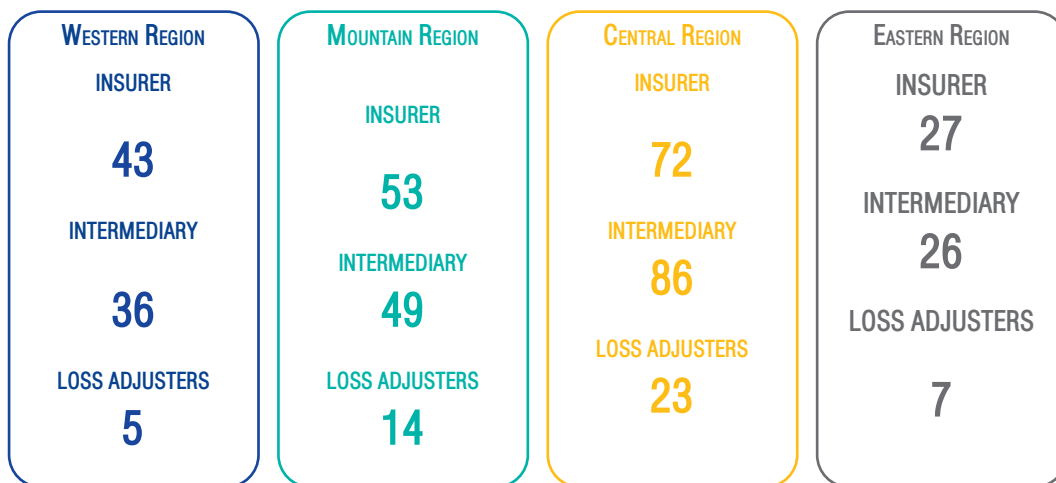 Western Region
INSURER
43
INTERMEDIARY
36
LOSS ADJUSTERS
5
Mountain Region
INSURER
53
INTERMEDIARY
49
LOSS ADJUSTERS
14
Central Region
INSURER
72
INTERMEDIARY
86
LOSS ADJUSTERS
23
Eastern Region
INSURER
27
INTERMEDIARY
26
LOSS ADJUSTERS
7